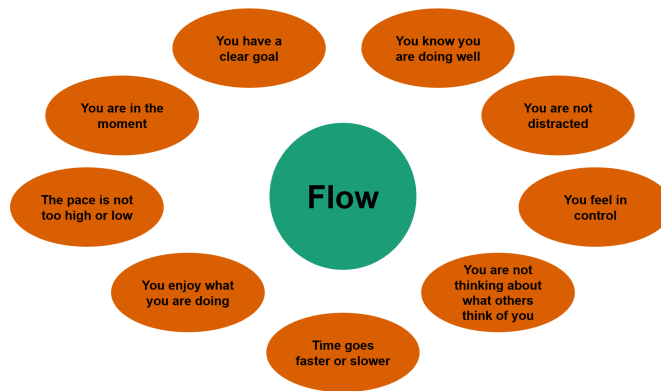 You have a
clear goal
You know you
are doing well
You are in the
moment
You are not
distracted
The pace is not
too high or low
Flow
You feel in
control
You enjoy what
you are doing
You are not
thinking about
what others
think of you
Time goes
faster or slower